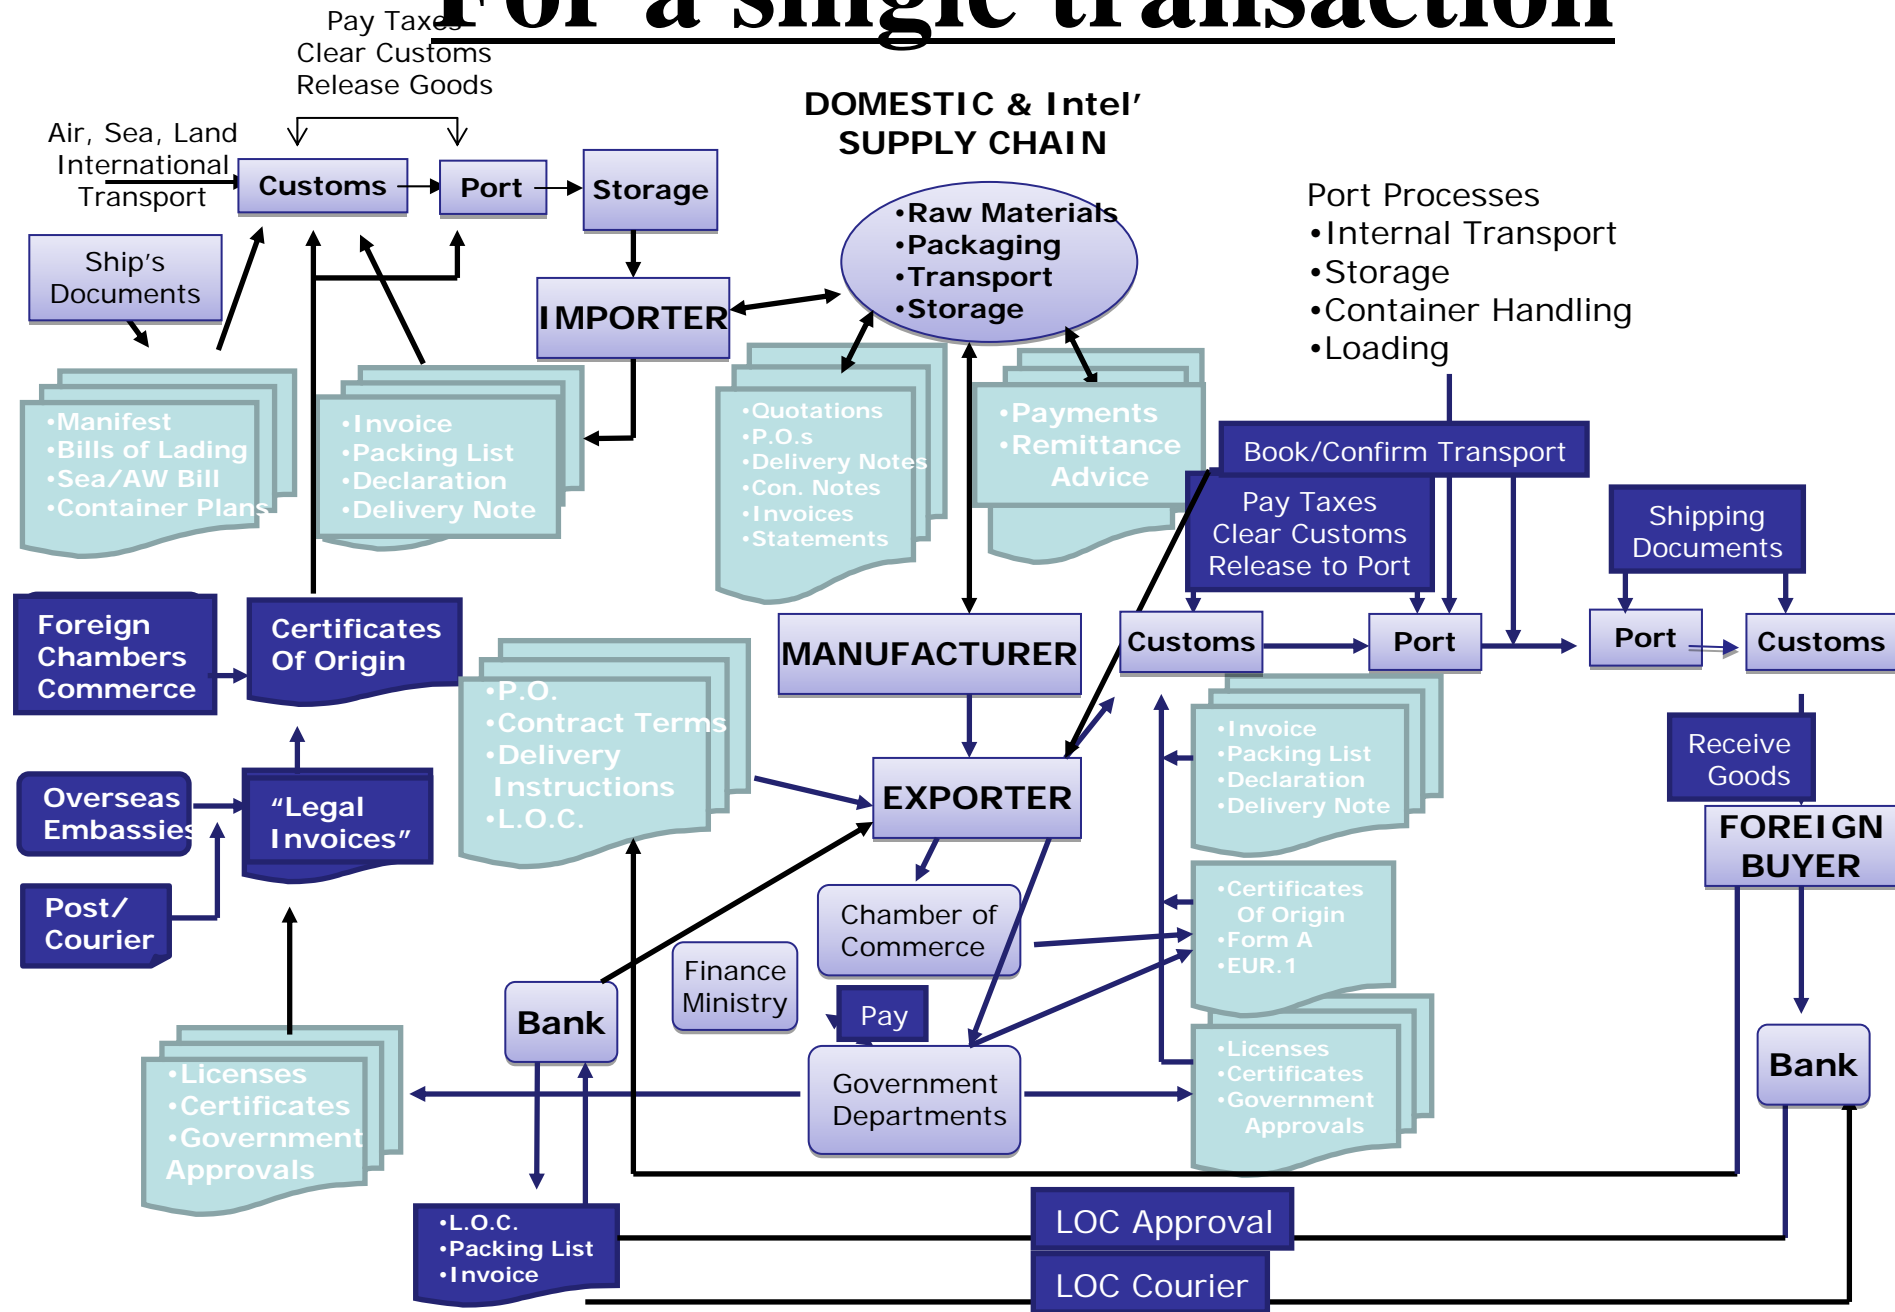 For a single transaction
Pay Taxes
Clear Customs
Release Goods
DOMESTIC & Intel'
SUPPLY CHAIN
Air, Sea, Land
International
Transport
Customs
Port
Storage
•Raw Materials
•Packaging
•Transport
•Storage
Port Processes
•Internal Transport
•Storage
•Container Handling
•Loading
Ship's
Documents
IMPORTER
•Manifest
•Bills of Lading
•Sea/AW Bill
•Container Plans
•Invoice
•Packing List
•Declaration
•Delivery Note
•Quotations
•P.O.s
•Delivery Notes
•Con. Notes
•Invoices
•Statements
•Payments
•Remittance
Advice
Book/Confirm Transport
Pay Taxes
Clear Customs
Release to Port
Shipping
Documents
Foreign
Chambers
Commerce
Certificates
Of Origin
MANUFACTURER
Customs
Port
Port
Customs
•P.O.
•Contract Terms
•Delivery
Instructions
•L.O.C.
•Invoice
•Packing List
•Declaration
•Delivery Note
Receive
Goods
Overseas
Embassies
“Legal
Invoices”
EXPORTER
FOREIGN
BUYER
Post/
Courier
Chamber of
Commerce
•Certificates
Of Origin
•Form A
•EUR.1
Finance
Ministry
Bank
Pay
•Licenses
•Certificates
•Government
Approvals
Government
Departments
•Licenses
•Certificates
•Government
Approvals
Bank
•L.O.C.
•Packing List
•Invoice
LOC Approval
LOC Courier